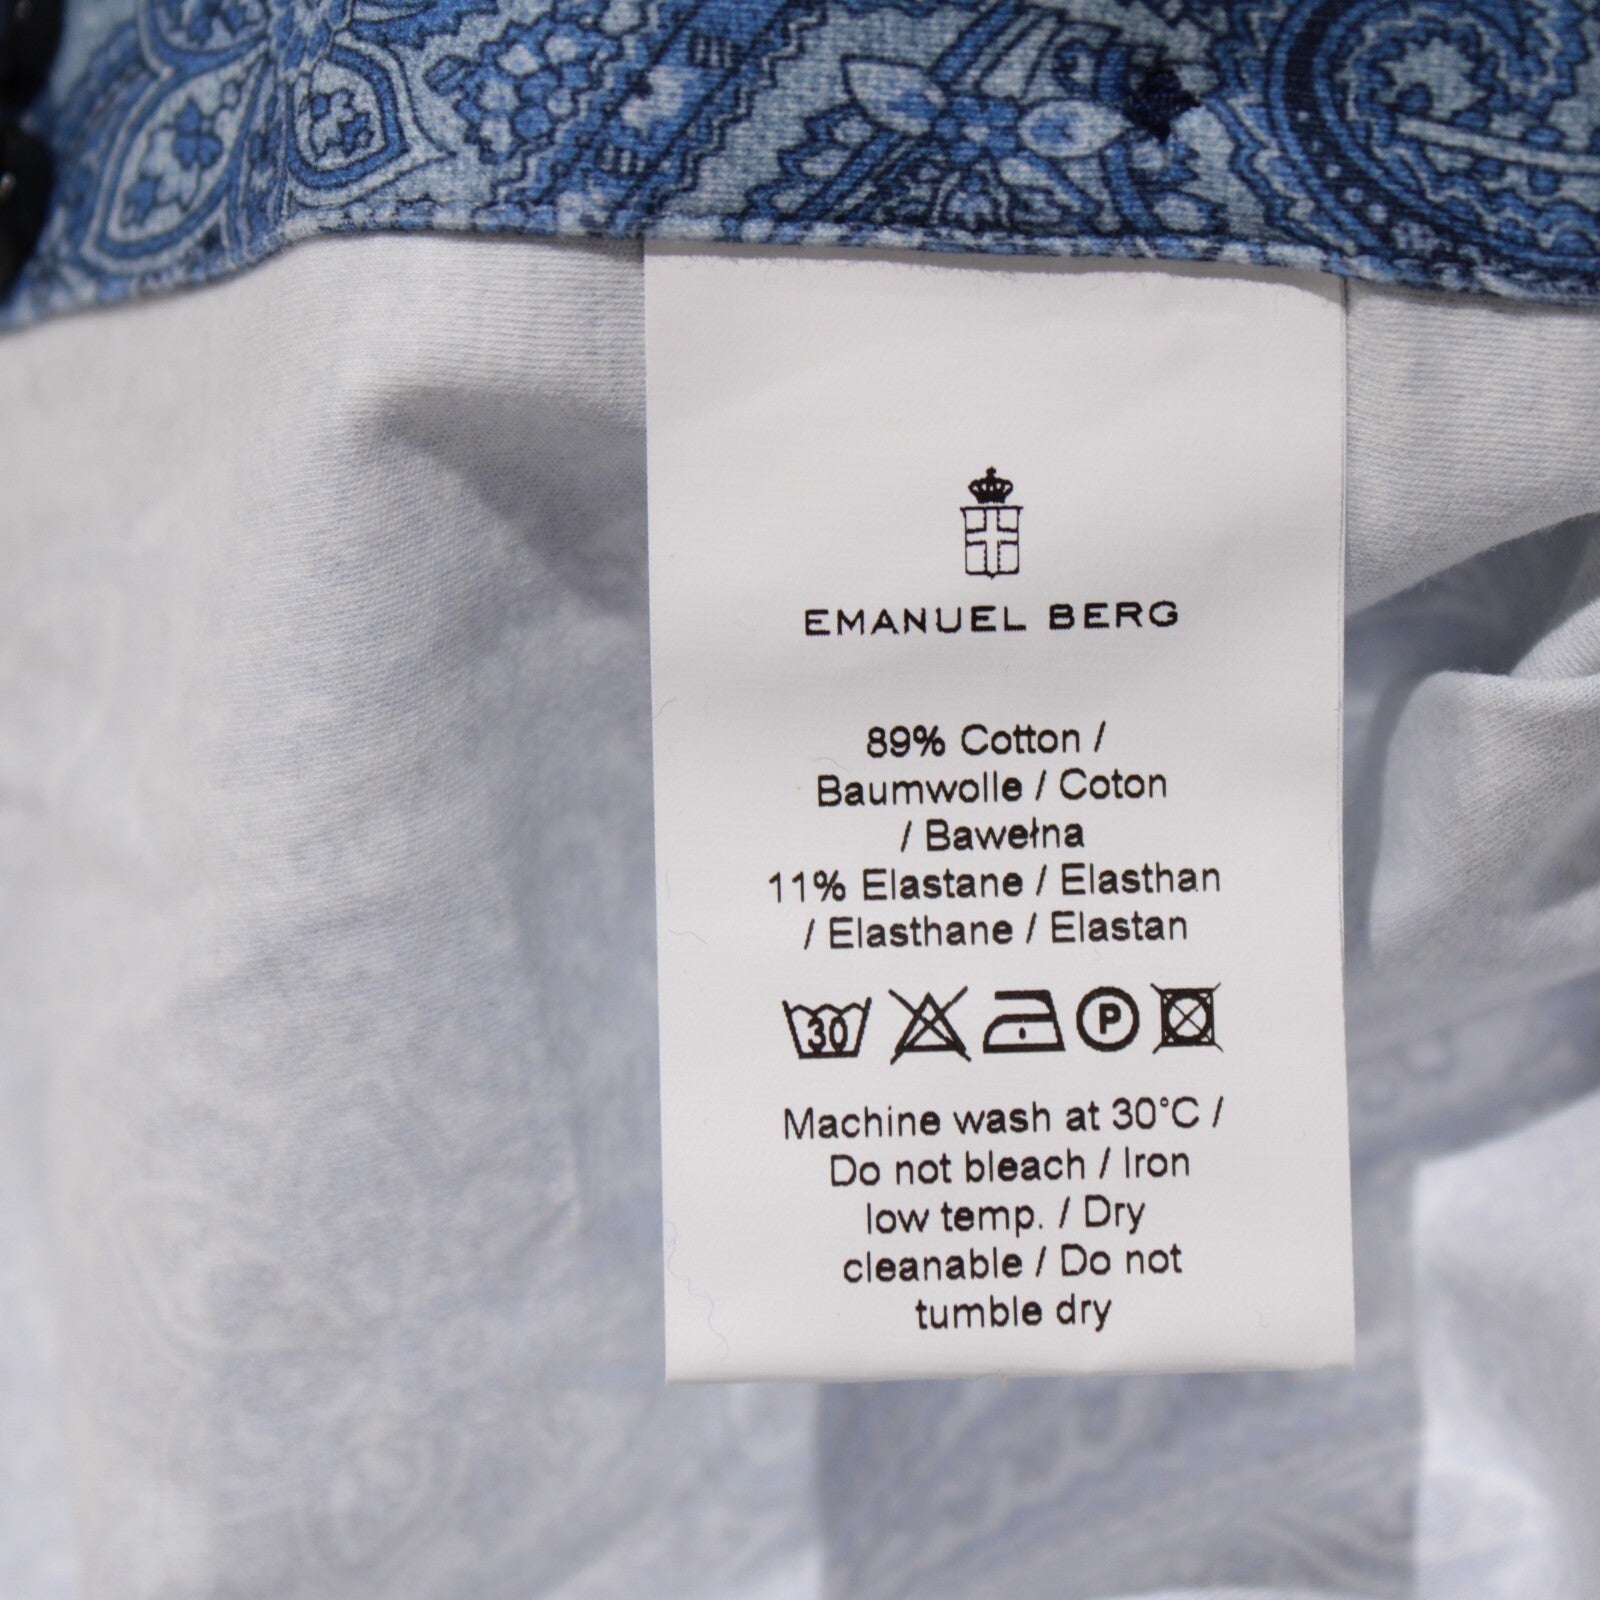 EMANUEL BERG
89% Cotton /
Baumwolle / Coton
/ Bawełna
11% Elastane / Elasthan
/ Elasthane / Elastan
30 P
Machine wash at 30°C /
Do not bleach / Iron
low temp. / Dry
cleanable / Do not
tumble dry